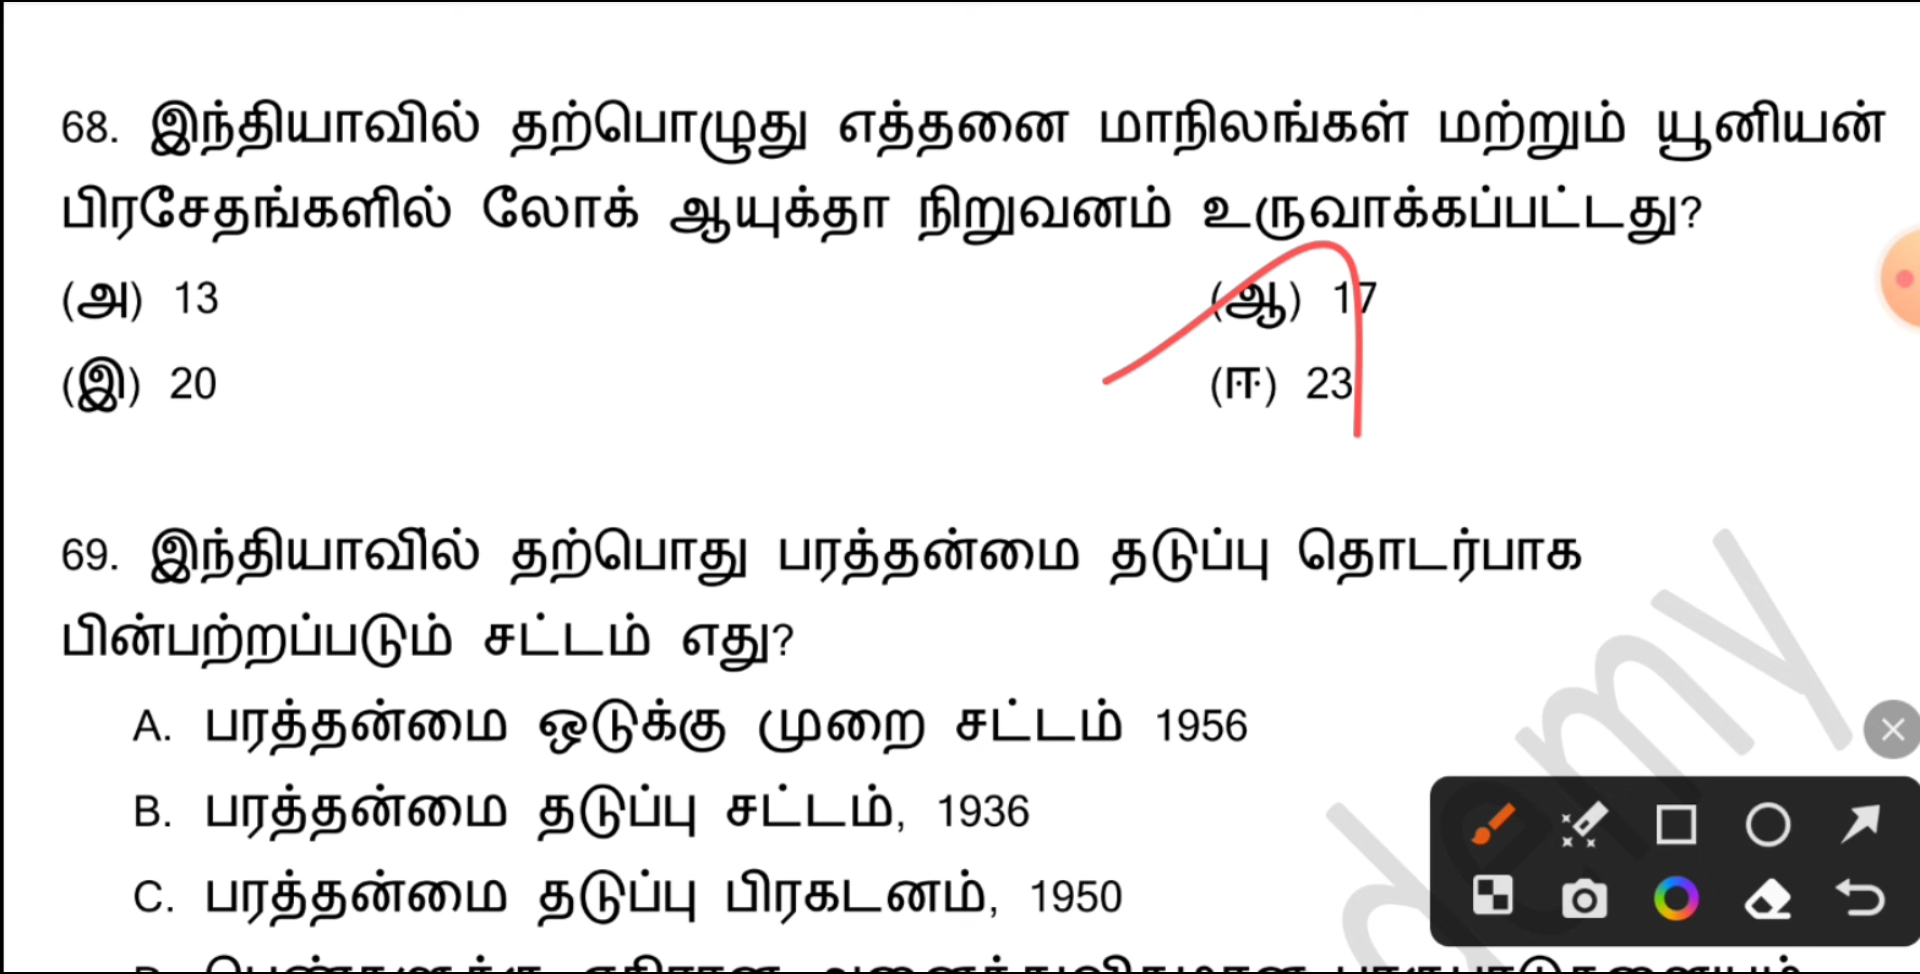 68. இந்தியாவில் தற்பொழுது எத்தனை மாநிலங்கள் மற்றும் யூனியன்
பிரசேதங்களில் லோக் ஆயுக்தா நிறுவனம் உருவாக்கப்பட்டது?
(அ) 13 (ஆ) 17
(இ) 20 (ஈ) 23
69. இந்தியாவில் தற்பொது பரத்தன்மை தடுப்பு தொடர்பாக
பின்பற்றப்படும் சட்டம் எது?
A. பரத்தன்மை ஒடுக்கு முறை சட்டம் 1956
B. பரத்தன்மை தடுப்பு சட்டம், 1936
C. பரத்தன்மை தடுப்பு பிரகடனம், 1950
demy